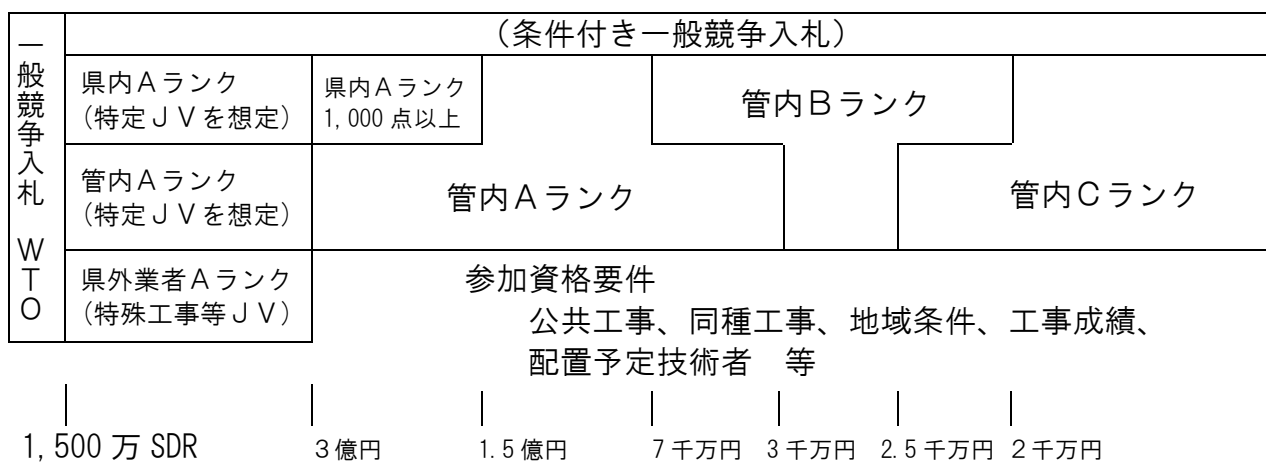 一般競争入札 WTO
（条件付き一般競争入札）
県内Aランク
（特定JVを想定）
県内Aランク
1,000点以上
管内Bランク
管内Aランク
（特定JVを想定）
管内Aランク
管内Cランク
県外業者Aランク
（特殊工事等JV）
参加資格要件
公共工事、同種工事、地域条件、工事成績、
配置予定技術者　等
1,500万SDR 3億円 1.5億円 7千万円 3千万円 2.5千万円 2千万円